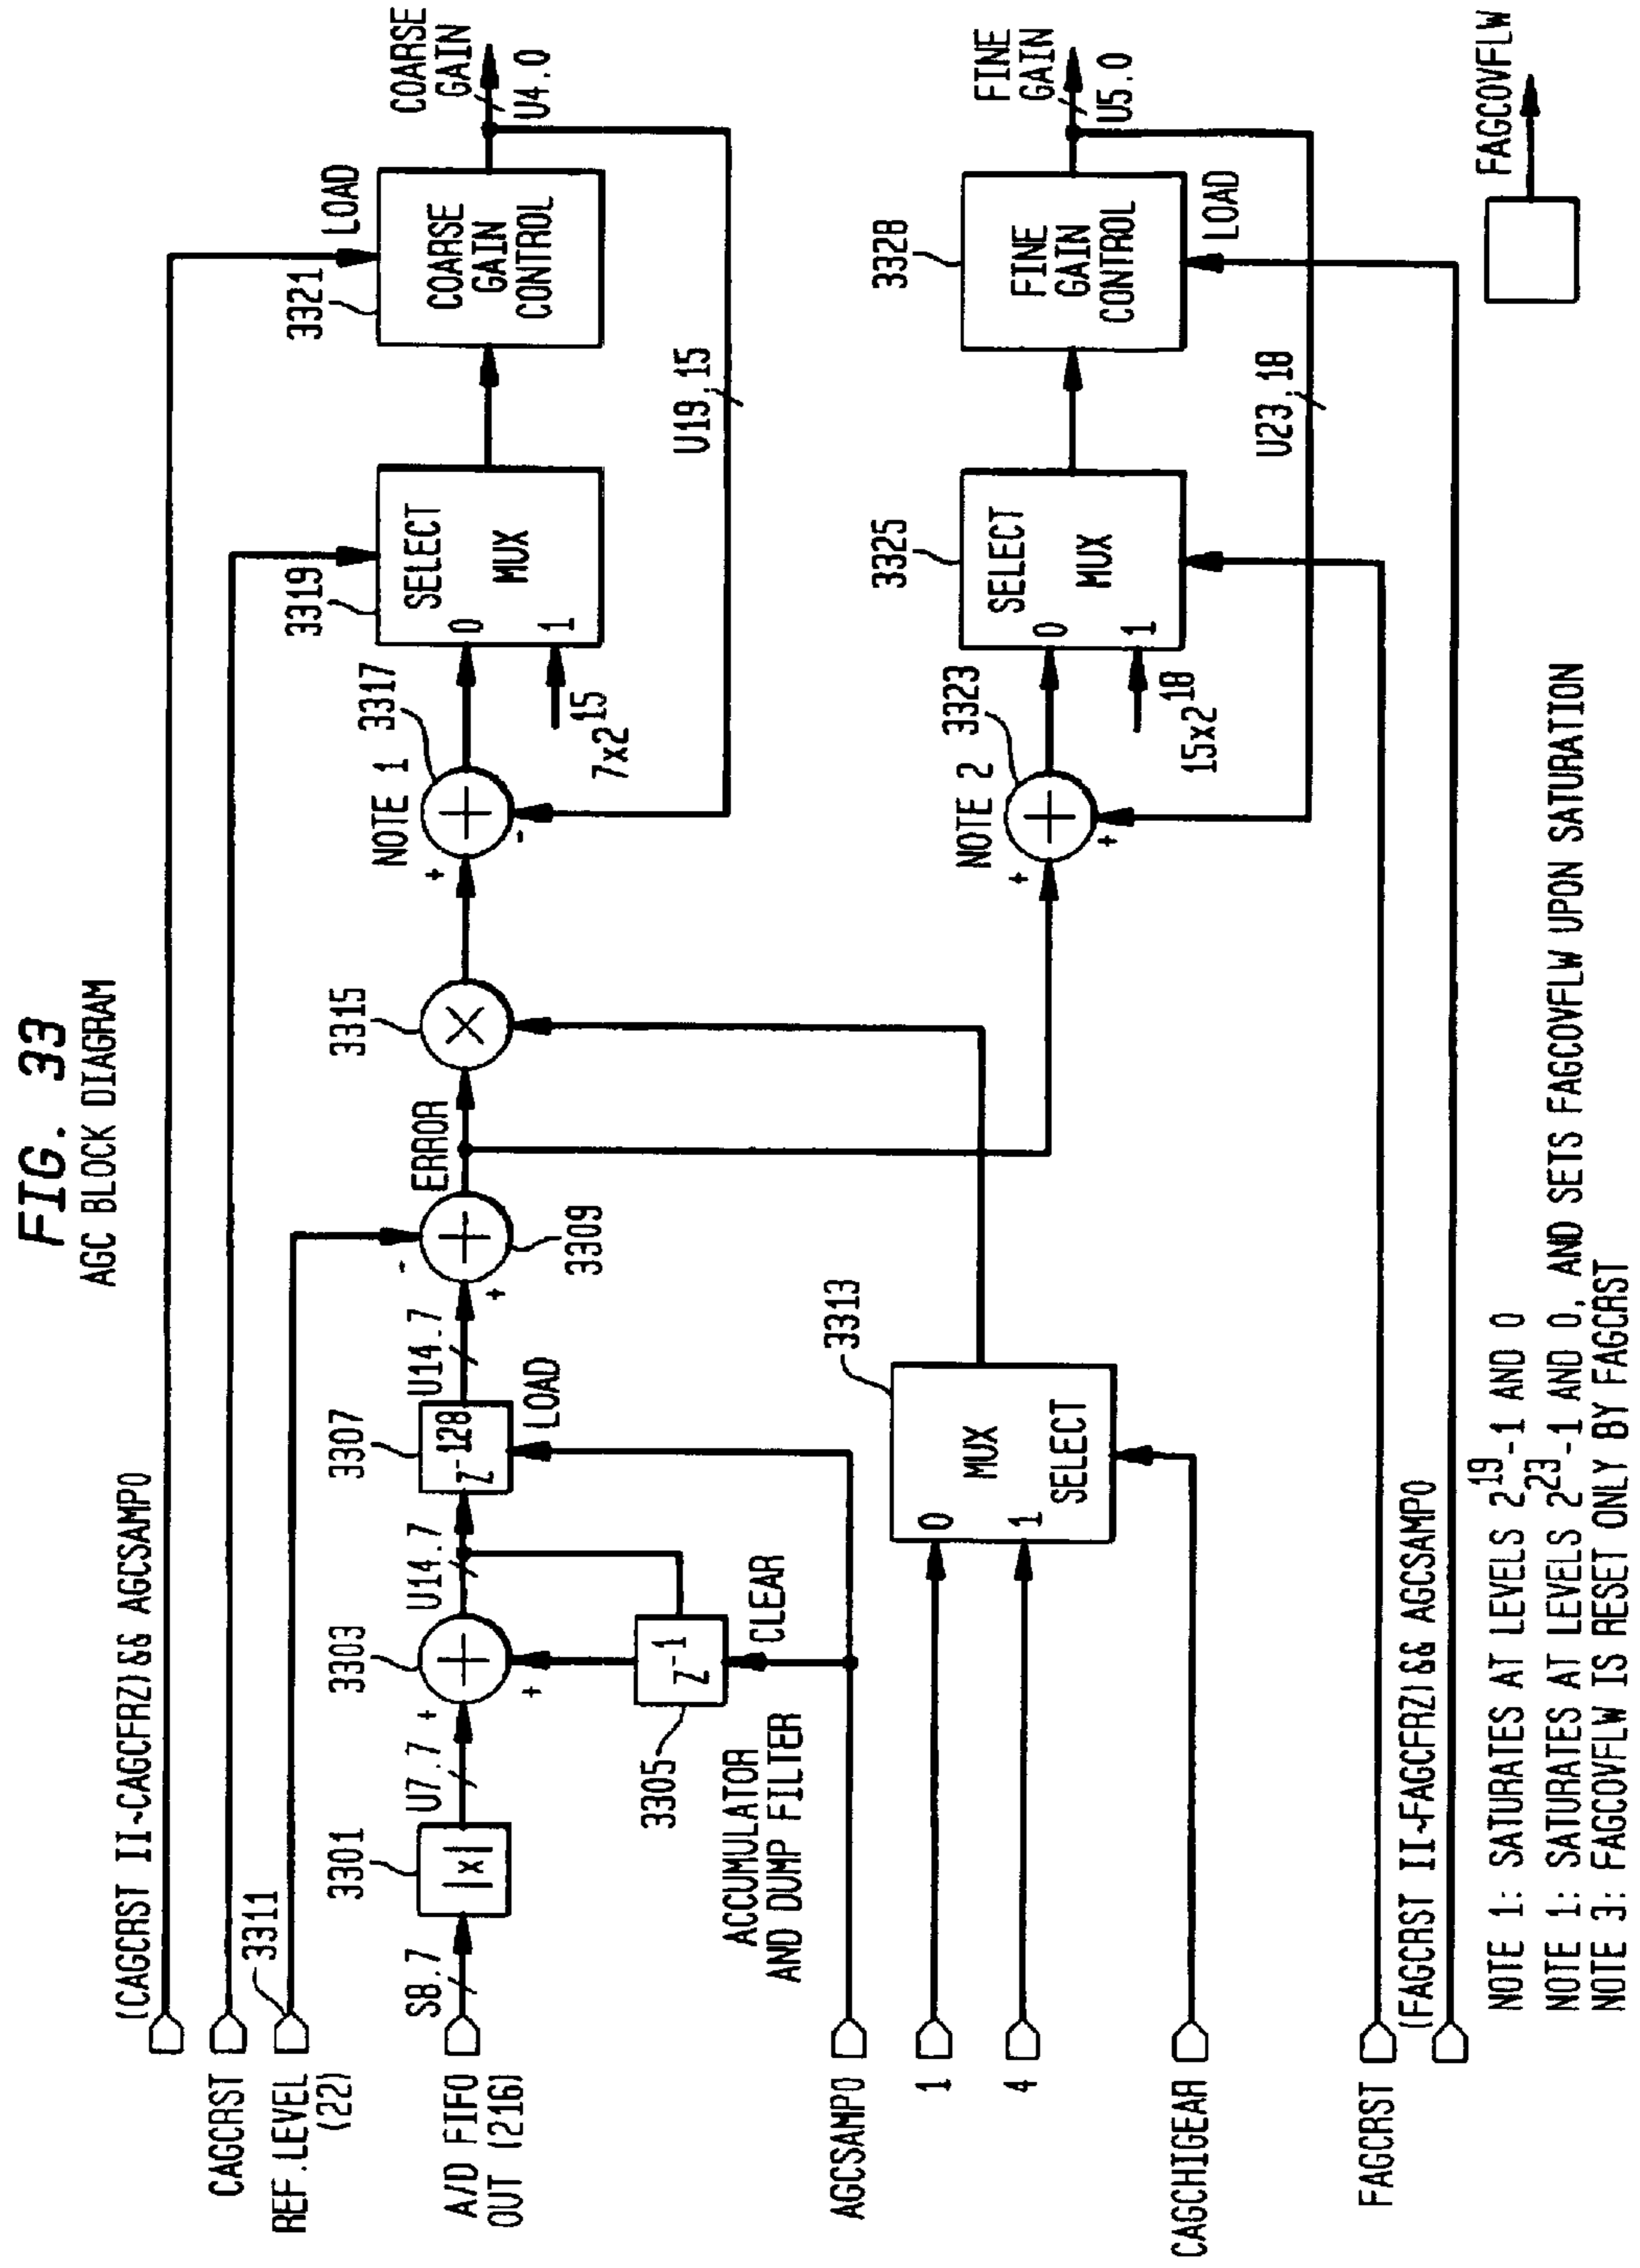 FIG. 33
AGC BLOCK DIAGRAM
(CAGCRST II~CAGCFRZ)&& AGCSAMPO
CAGCRST
3311
REF.LEVEL
(22)
A/D FIFO
OUT (216)
S8.7
3301
|x|
U7.7
+
3303
+
+
U14.7
3305
Z-1
CLEAR
ACCUMULATOR
AND DUMP FILTER
3307
Z-128
LOAD
U14.7
-
+
+
3309
ERROR
3315
×
NOTE 1
3317
+
+
-
7x2 15
3319
SELECT
0
MUX
1
3321
LOAD
COARSE
GAIN
CONTROL
COARSE
GAIN
U4.0
U19,15
AGCSAMPO
1
4
CAGCHIGEAR
3313
0
MUX
1
SELECT
NOTE 2
3323
+
+
+
15x2 18
3325
SELECT
0
MUX
1
3328
FINE
GAIN
CONTROL
LOAD
FINE
GAIN
U5.0
U23,18
FAGCRST
(FAGCRST II~FAGCFRZ)&& AGCSAMPO
FAGCOVFLW
NOTE 1: SATURATES AT LEVELS 2 19-1 AND 0
NOTE 1: SATURATES AT LEVELS 2 23-1 AND 0, AND SETS FAGCOVFLW UPON SATURATION
NOTE 3: FAGCOVFLW IS RESET ONLY BY FAGCRST